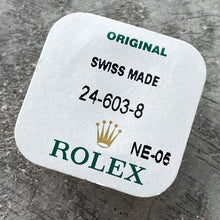 ORIGINAL
SWISS MADE
24-603-8
ROLEX NE-06